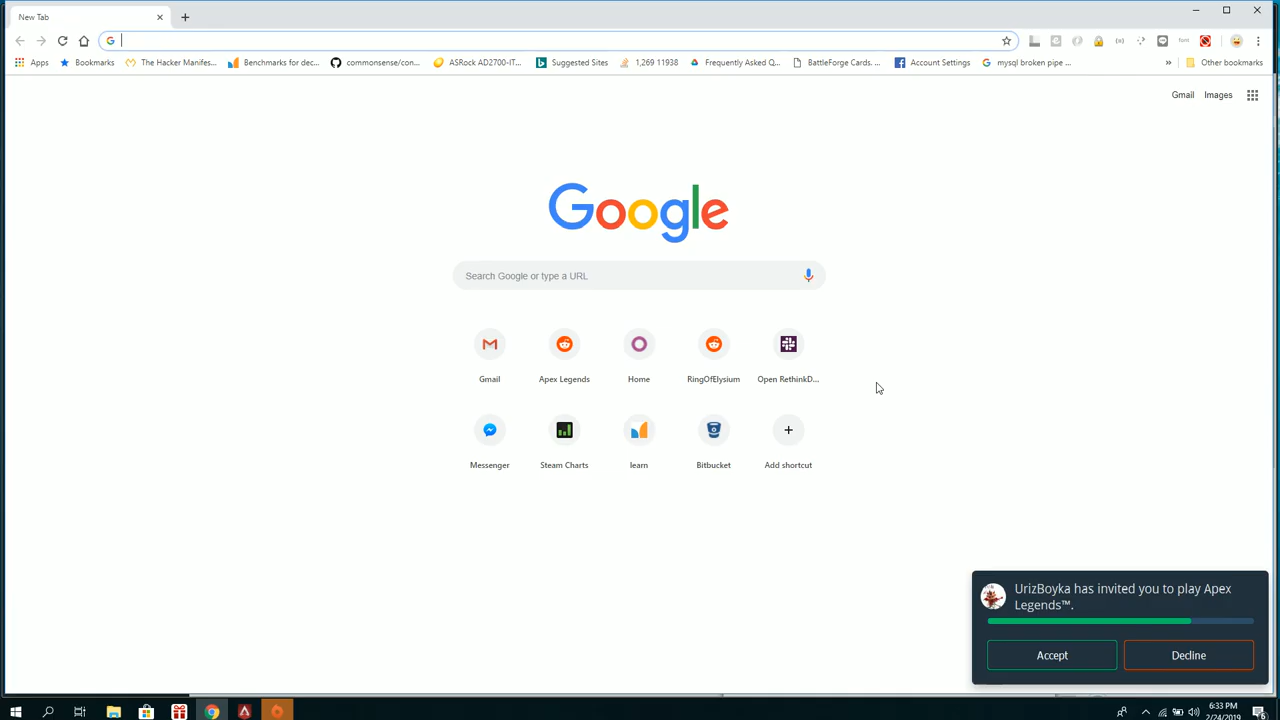 New Tab
Apps Bookmarks The Hacker Manifes... Benchmarks for dec... commonsense/con... ASRock AD2700-IT... Suggested Sites 1,269 11938 Frequently Asked Q... BattleForge Cards. ... Account Settings mysql broken pipe ... » Other bookmarks
Gmail Images
Google
Search Google or type a URL
Gmail Apex Legends Home RingOfElysium Open RethinkD...
Messenger Steam Charts learn Bitbucket Add shortcut
UrizBoyka has invited you to play Apex
Legends™.
Accept Decline
6:33 PM
2/24/2019